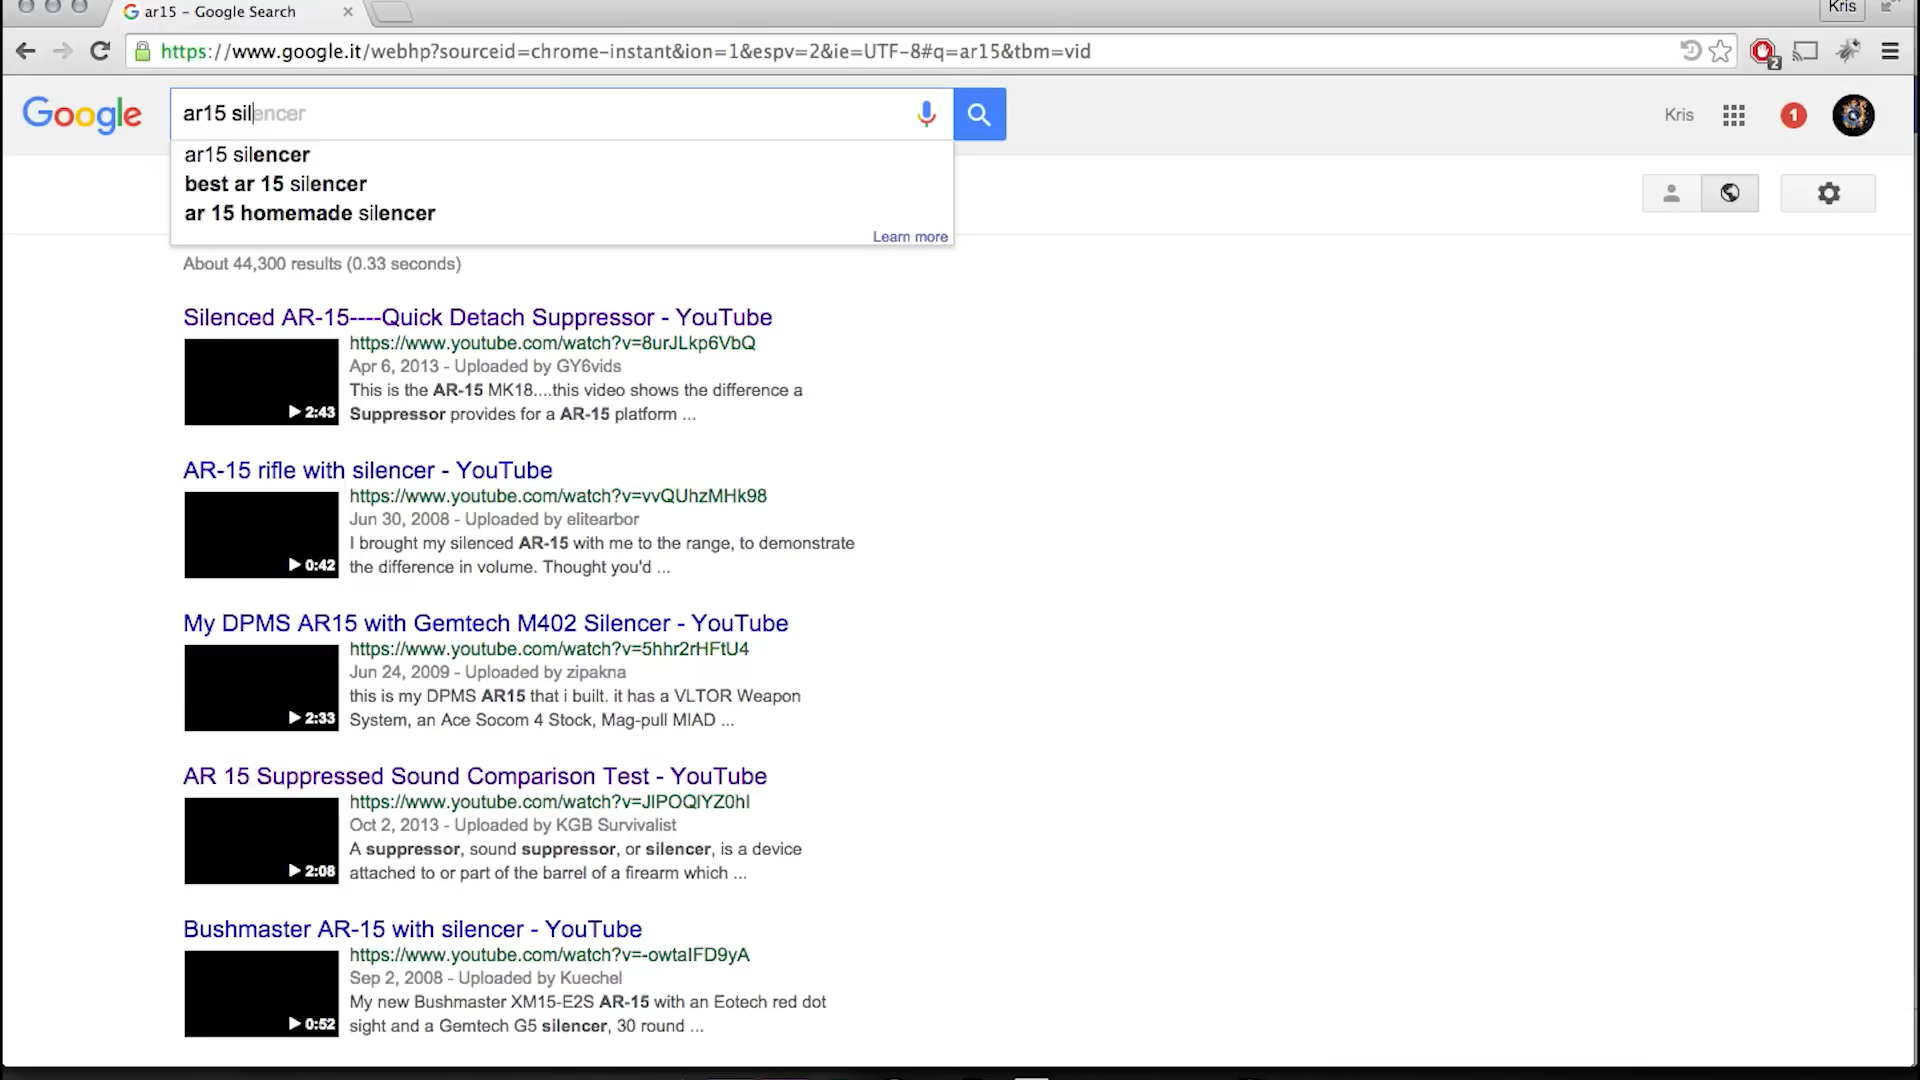 ar15 – Google Search
Kris
https://www.google.it/webhp?sourceid=chrome-instant&ion=1&espv=2&ie=UTF-8#q=ar15&tbm=vid
2
Google
ar15 silencer
Kris
1
ar15 silencer
best ar 15 silencer
ar 15 homemade silencer
Learn more
About 44,300 results (0.33 seconds)
Silenced AR-15----Quick Detach Suppressor - YouTube
https://www.youtube.com/watch?v=8urJLkp6VbQ
Apr 6, 2013 - Uploaded by GY6vids
This is the AR-15 MK18....this video shows the difference a
Suppressor provides for a AR-15 platform ...
2:43
AR-15 rifle with silencer - YouTube
https://www.youtube.com/watch?v=vvQUhzMHk98
Jun 30, 2008 - Uploaded by elitearbor
I brought my silenced AR-15 with me to the range, to demonstrate
the difference in volume. Thought you'd ...
0:42
My DPMS AR15 with Gemtech M402 Silencer - YouTube
https://www.youtube.com/watch?v=5hhr2rHFtU4
Jun 24, 2009 - Uploaded by zipakna
this is my DPMS AR15 that i built. it has a VLTOR Weapon
System, an Ace Socom 4 Stock, Mag-pull MIAD ...
2:33
AR 15 Suppressed Sound Comparison Test - YouTube
https://www.youtube.com/watch?v=JIPOQlYZ0hI
Oct 2, 2013 - Uploaded by KGB Survivalist
A suppressor, sound suppressor, or silencer, is a device
attached to or part of the barrel of a firearm which ...
2:08
Bushmaster AR-15 with silencer - YouTube
https://www.youtube.com/watch?v=-owtaIFD9yA
Sep 2, 2008 - Uploaded by Kuechel
My new Bushmaster XM15-E2S AR-15 with an Eotech red dot
sight and a Gemtech G5 silencer, 30 round ...
0:52